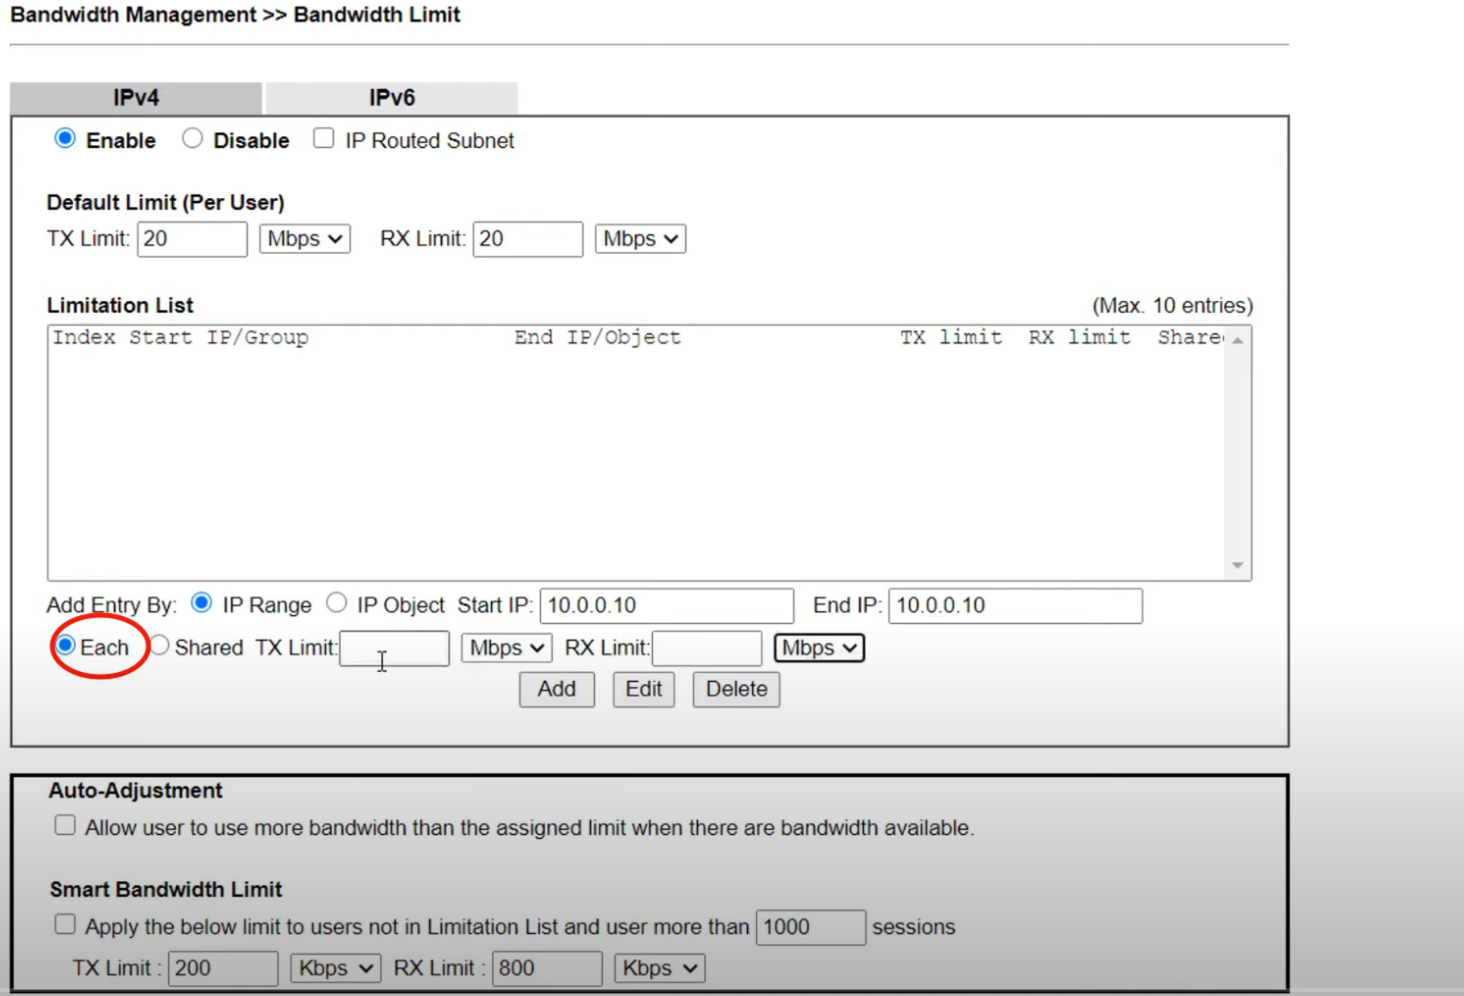 Bandwidth Management >> Bandwidth Limit
IPv4 IPv6
Enable Disable IP Routed Subnet
Default Limit (Per User)
TX Limit: 20 Mbps RX Limit: 20 Mbps
Limitation List (Max. 10 entries)
Index Start IP/Group End IP/Object TX limit RX limit Share
Add Entry By: IP Range IP Object Start IP: 10.0.0.10 End IP: 10.0.0.10
Each Shared TX Limit: Mbps RX Limit: Mbps
Add Edit Delete
Auto-Adjustment
Allow user to use more bandwidth than the assigned limit when there are bandwidth available.
Smart Bandwidth Limit
Apply the below limit to users not in Limitation List and user more than 1000 sessions
TX Limit : 200 Kbps RX Limit : 800 Kbps